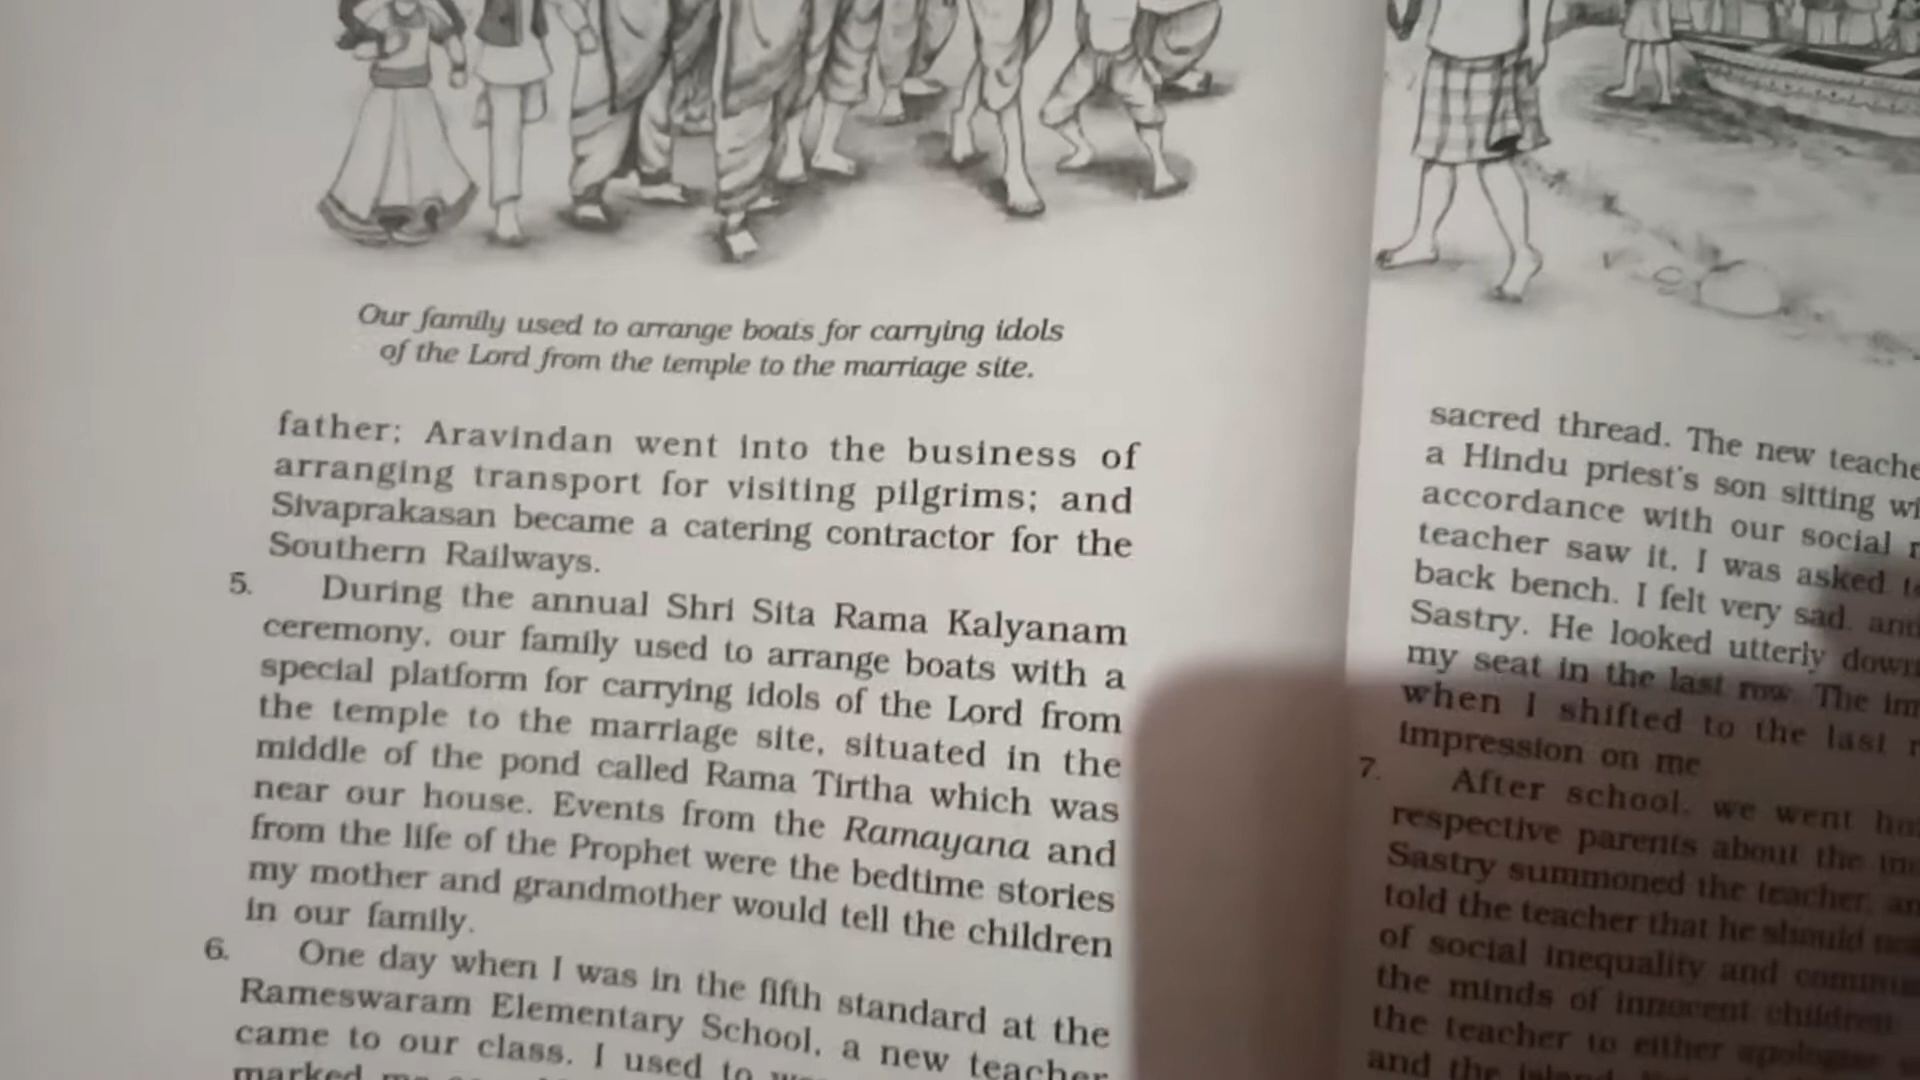 Our family used to arrange boats for carrying idols
of the Lord from the temple to the marriage site.
father; Aravindan went into the business of
arranging transport for visiting pilgrims; and
Sivaprakasan became a catering contractor for the
Southern Railways.
5. During the annual Shri Sita Rama Kalyanam
ceremony, our family used to arrange boats with a
special platform for carrying idols of the Lord from
the temple to the marriage site, situated in the
middle of the pond called Rama Tirtha which was
near our house. Events from the Ramayana and
from the life of the Prophet were the bedtime stories
my mother and grandmother would tell the children
in our family.
6. One day when I was in the fifth standard at the
Rameswaram Elementary School, a new teacher
came to our class. I used to
marked
sacred thread. The new
a Hindu priest's son sitting
accordance with our social
teacher saw it. I was asked
back bench. I felt very sad, and
Sastry. He looked utterly
my seat in the last row. The
when I shifted to the last
impression on me
7. After school, we went
respective parents about the
Sastry summoned the teacher,
told the teacher that he should
of social inequality and
the minds of innocent children
the teacher to either
and the